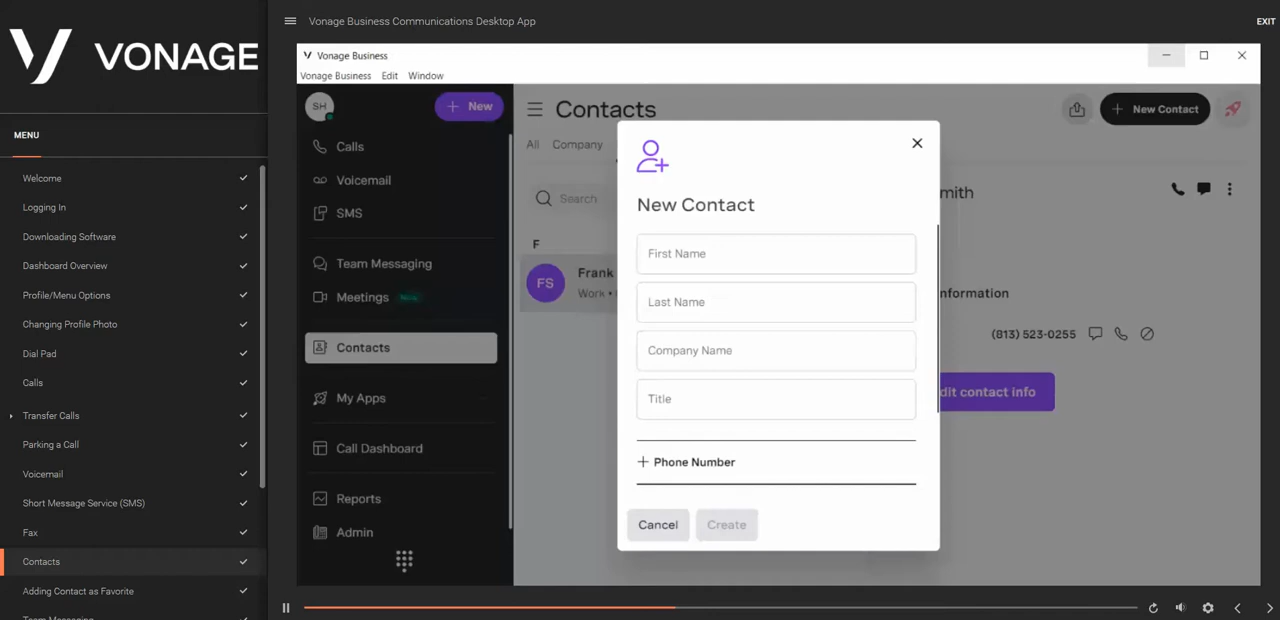 VONAGE
Vonage Business Communications Desktop App
EXIT
MENU
Welcome
Logging In
Downloading Software
Dashboard Overview
Profile/Menu Options
Changing Profile Photo
Dial Pad
Calls
Transfer Calls
Parking a Call
Voicemail
Short Message Service (SMS)
Fax
Contacts
Adding Contact as Favorite
Team Messaging
Vonage Business
Vonage Business Edit Window
SH
+ New
Calls
Voicemail
SMS
Team Messaging
Meetings New
Contacts
My Apps
Call Dashboard
Reports
Admin
Contacts
+ New Contact
All Company
Search
F
FS
Frank
Work •
mith
nformation
(813) 523-0255
dit contact info
New Contact
First Name
Last Name
Company Name
Title
+ Phone Number
Cancel Create